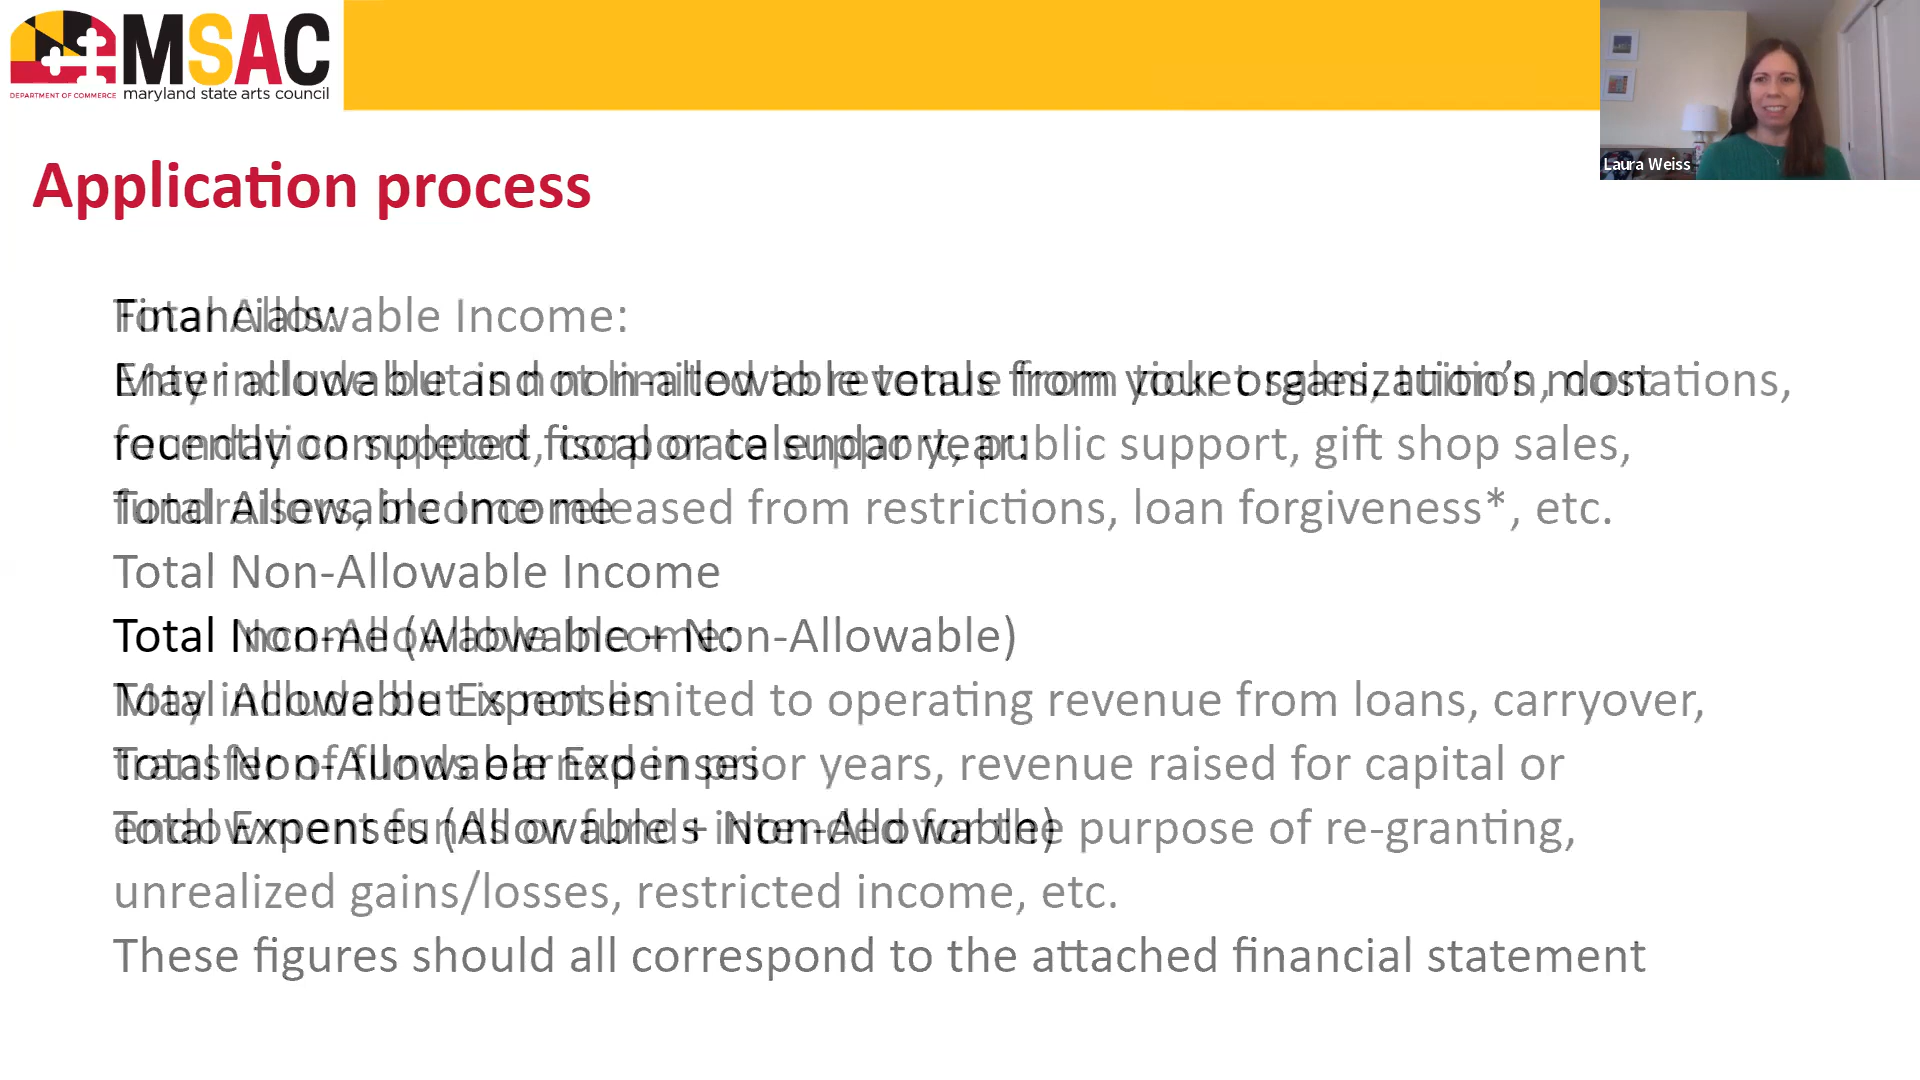 MSAC
DEPARTMENT OF COMMERCE maryland state arts council
Laura Weiss
Application process
Financials:
Enter allowable and non-allowable totals from your organization's most
recently completed fiscal or calendar year:
Total Allowable Income
Total Non-Allowable Income
Total Income (Allowable + Non-Allowable)
Total Allowable Expenses
Total Non-Allowable Expenses
Total Expenses (Allowable + Non-Allowable)
These figures should all correspond to the attached financial statement
Total Allowable Income:
May include but is not limited to revenue from ticket sales, tuition, donations,
foundation support, corporate support, public support, gift shop sales,
fundraisers, income released from restrictions, loan forgiveness*, etc.
Total Non-Allowable Income:
May include but is not limited to operating revenue from loans, carryover,
transfer of funds earned in prior years, revenue raised for capital or
endowment funds or funds intended for the purpose of re-granting,
unrealized gains/losses, restricted income, etc.